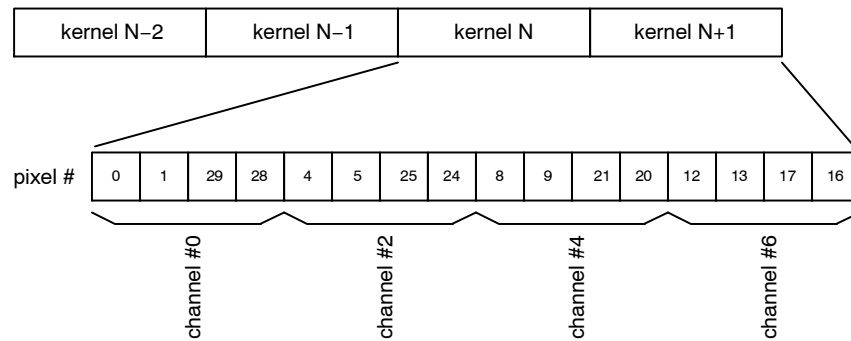 kernel N−2 kernel N−1 kernel N kernel N+1
pixel # 0 1 29 28 4 5 25 24 8 9 21 20 12 13 17 16
channel #0
channel #2
channel #4
channel #6